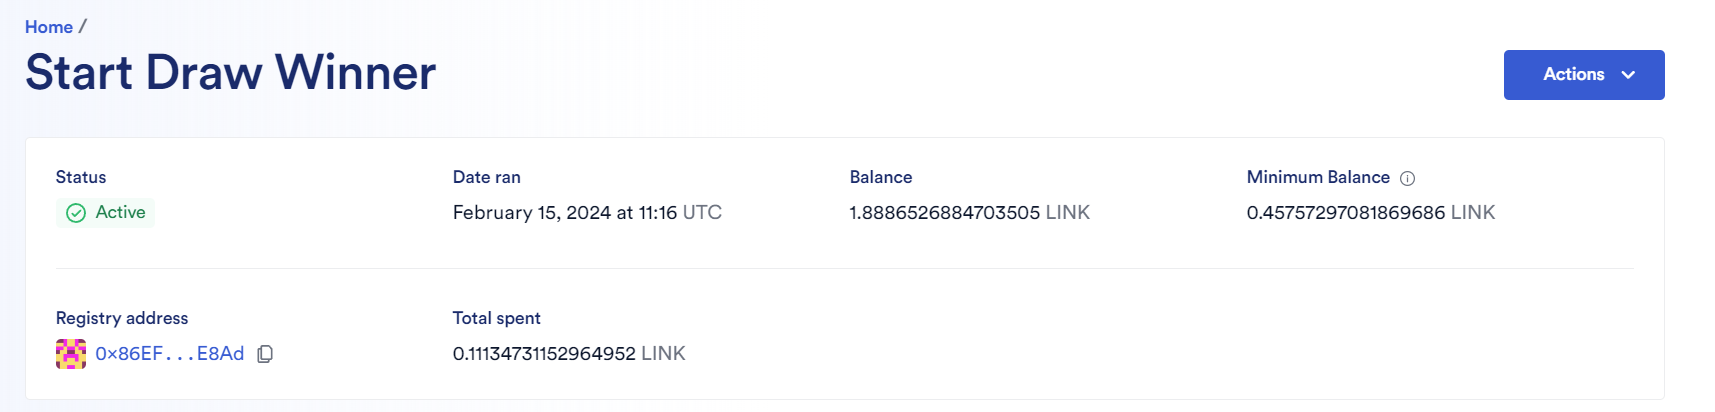 Home /
Start Draw Winner
Actions
Status
Date ran
Balance
Minimum Balance
Active
February 15, 2024 at 11:16 UTC
1.8886526884703505 LINK
0.45757297081869686 LINK
Registry address
Total spent
0x86EF...E8Ad
0.11134731152964952 LINK